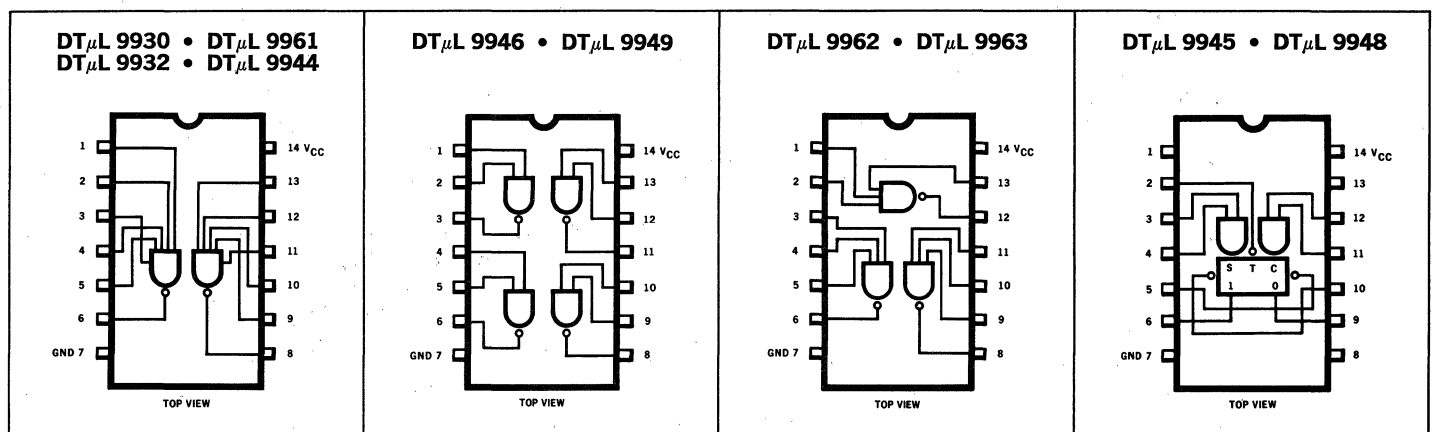 DTμL 9930 • DTμL 9961
DTμL 9932 • DTμL 9944
1
2
3
4
5
6
GND 7
14 VCC
13
12
11
10
9
8
TOP VIEW
DTμL 9946 • DTμL 9949
1
2
3
4
5
6
GND 7
14 VCC
13
12
11
10
9
8
TOP VIEW
DTμL 9962 • DTμL 9963
1
2
3
4
5
6
GND 7
14 VCC
13
12
11
10
9
8
TOP VIEW
DTμL 9945 • DTμL 9948
1
2
3
4
5
6
GND 7
S T C
1 0
14 VCC
13
12
11
10
9
8
TOP VIEW